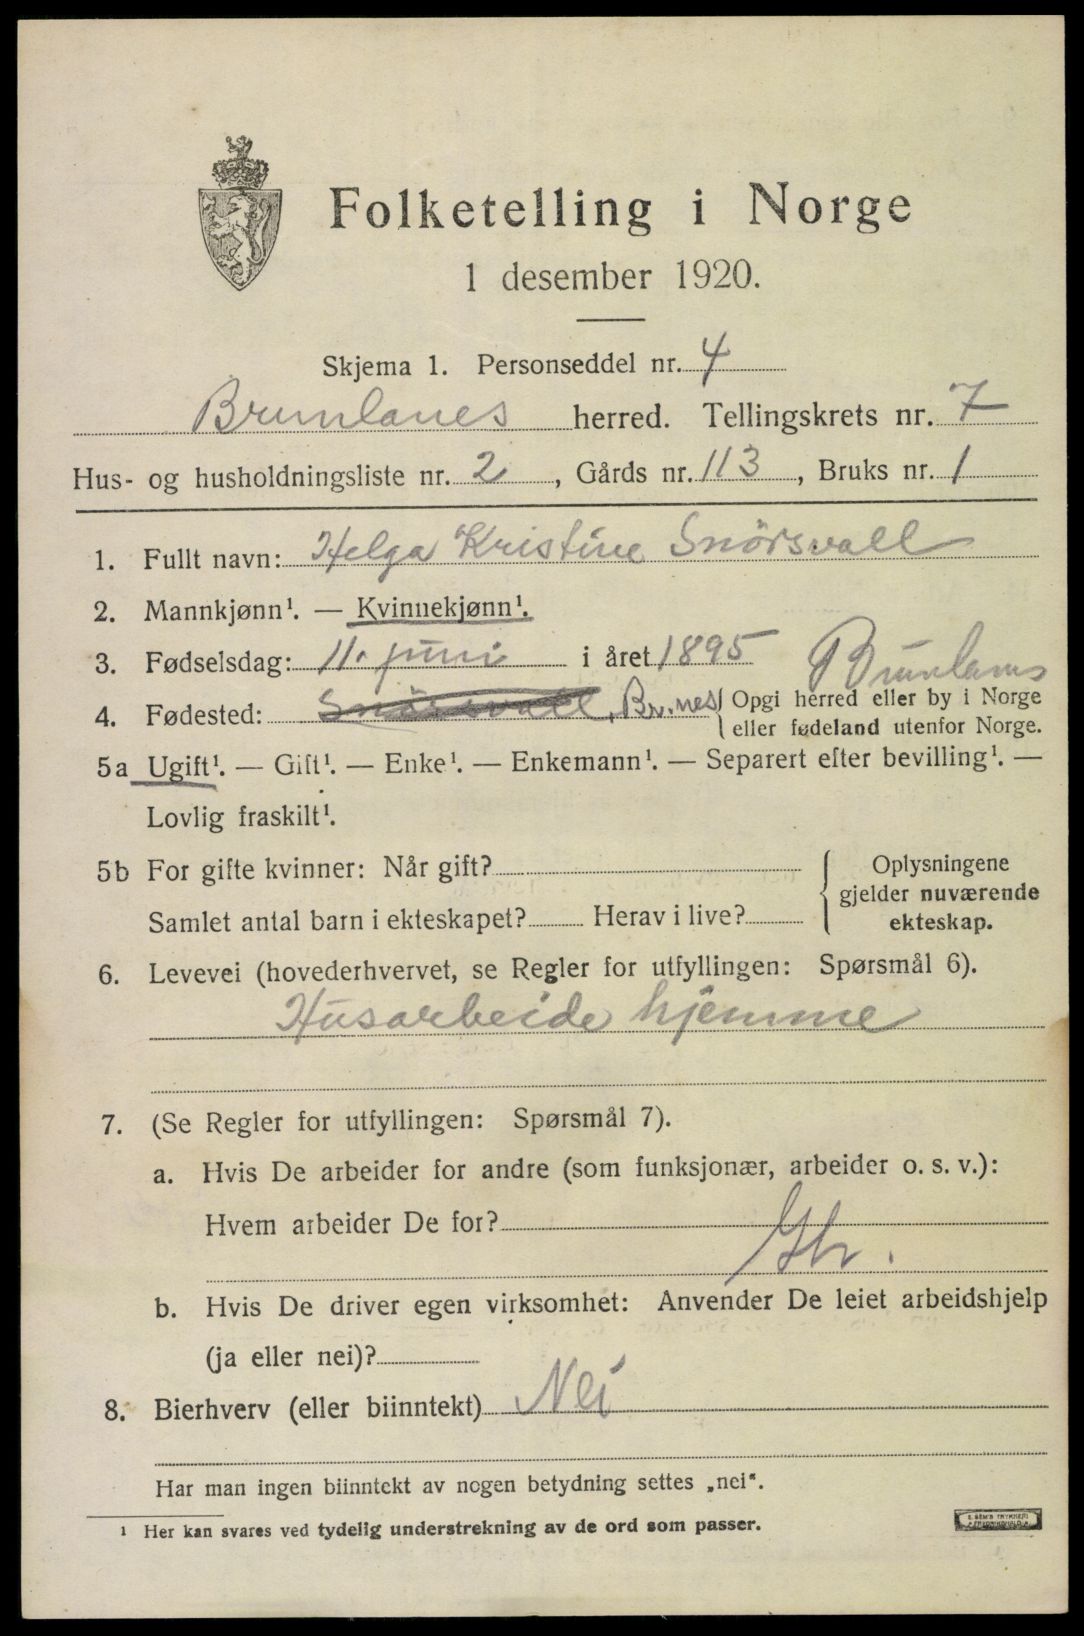 Folketelling i Norge
1 desember 1920.
Skjema 1. Personseddel nr. 4
Brunlanes herred. Tellingskrets nr. 7
Hus- og husholdningsliste nr. 2, Gårds nr. 113, Bruks nr. 1
1. Fullt navn: Helga Kristine Snörsvall
2. Mannkjønn¹. — Kvinnekjønn¹.
3. Fødselsdag: 11. juni i året 1895 Brunlanes
4. Fødested: Snörsvall, Br.nes Opgi herred eller by i Norge
eller fødeland utenfor Norge.
5a Ugift¹. — Gift¹. — Enke¹. — Enkemann¹. — Separert efter bevilling¹. —
Lovlig fraskilt¹.
5b For gifte kvinner: Når gift?
Samlet antal barn i ekteskapet? Herav i live?
Oplysningene
gjelder nuværende
ekteskap.
6. Levevei (hovederhvervet, se Regler for utfyllingen: Spørsmål 6).
Husarbeide hjemme
7. (Se Regler for utfyllingen: Spørsmål 7).
a. Hvis De arbeider for andre (som funksjonær, arbeider o. s. v.):
Hvem arbeider De for?
b. Hvis De driver egen virksomhet: Anvender De leiet arbeidshjelp
(ja eller nei)?
8. Bierhverv (eller biinntekt) Nei
Har man ingen biinntekt av nogen betydning settes „nei“.
¹ Her kan svares ved tydelig understrekning av de ord som passer.